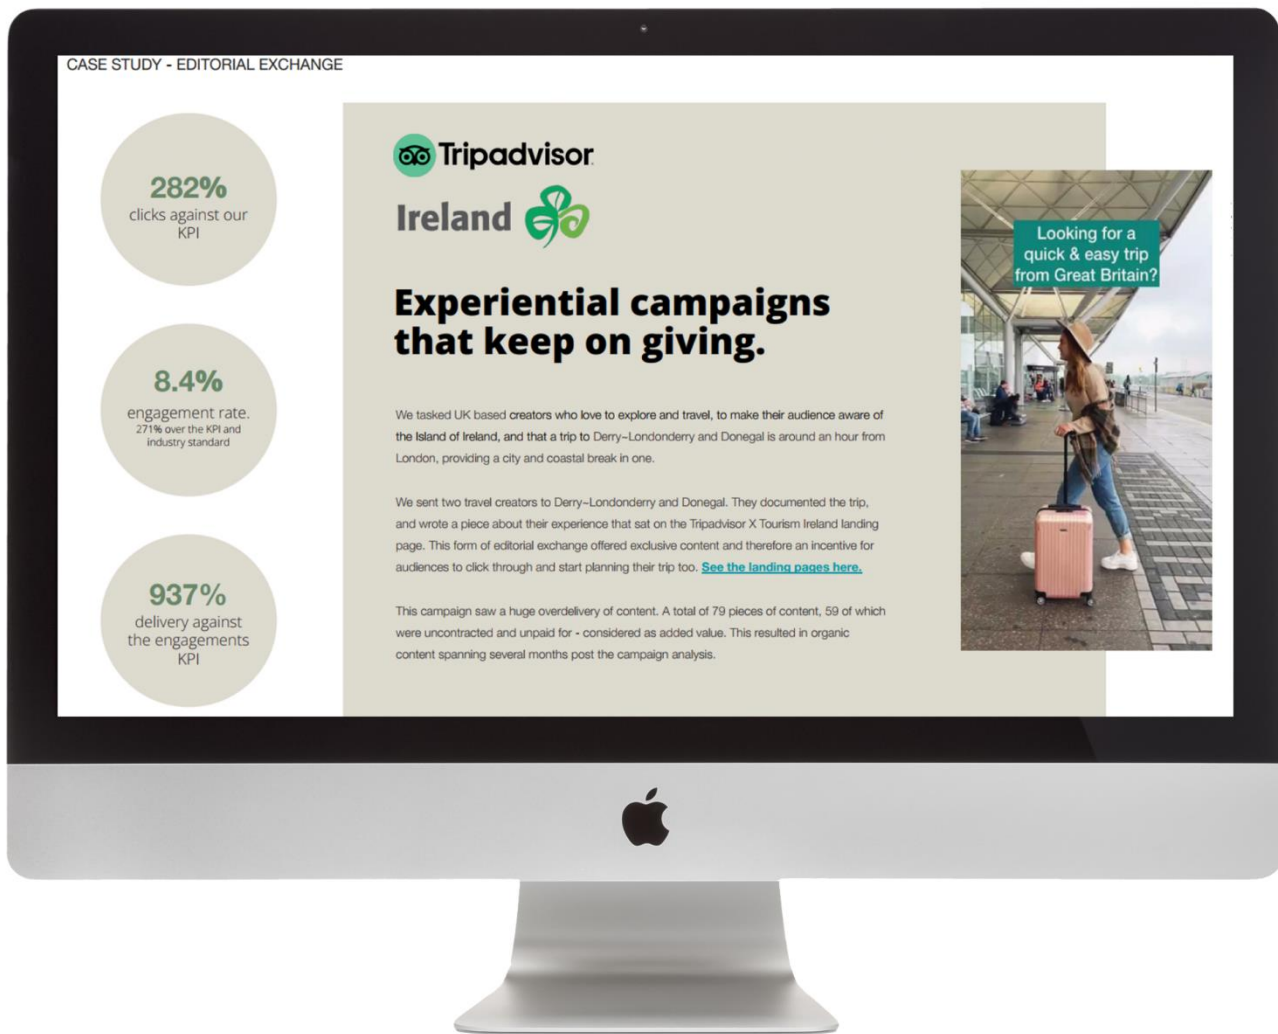 CASE STUDY - EDITORIAL EXCHANGE
282%
clicks against our
KPI
8.4%
engagement rate.
271% over the KPI and
industry standard
937%
delivery against
the engagements
KPI
Tripadvisor
Ireland
Experiential campaigns
that keep on giving.
We tasked UK based creators who love to explore and travel, to make their audience aware of
the Island of Ireland, and that a trip to Derry~Londonderry and Donegal is around an hour from
London, providing a city and coastal break in one.
We sent two travel creators to Derry~Londonderry and Donegal. They documented the trip,
and wrote a piece about their experience that sat on the Tripadvisor X Tourism Ireland landing
page. This form of editorial exchange offered exclusive content and therefore an incentive for
audiences to click through and start planning their trip too. See the landing pages here.
This campaign saw a huge overdelivery of content. A total of 79 pieces of content, 59 of which
were uncontracted and unpaid for - considered as added value. This resulted in organic
content spanning several months post the campaign analysis.
Looking for a
quick & easy trip
from Great Britain?